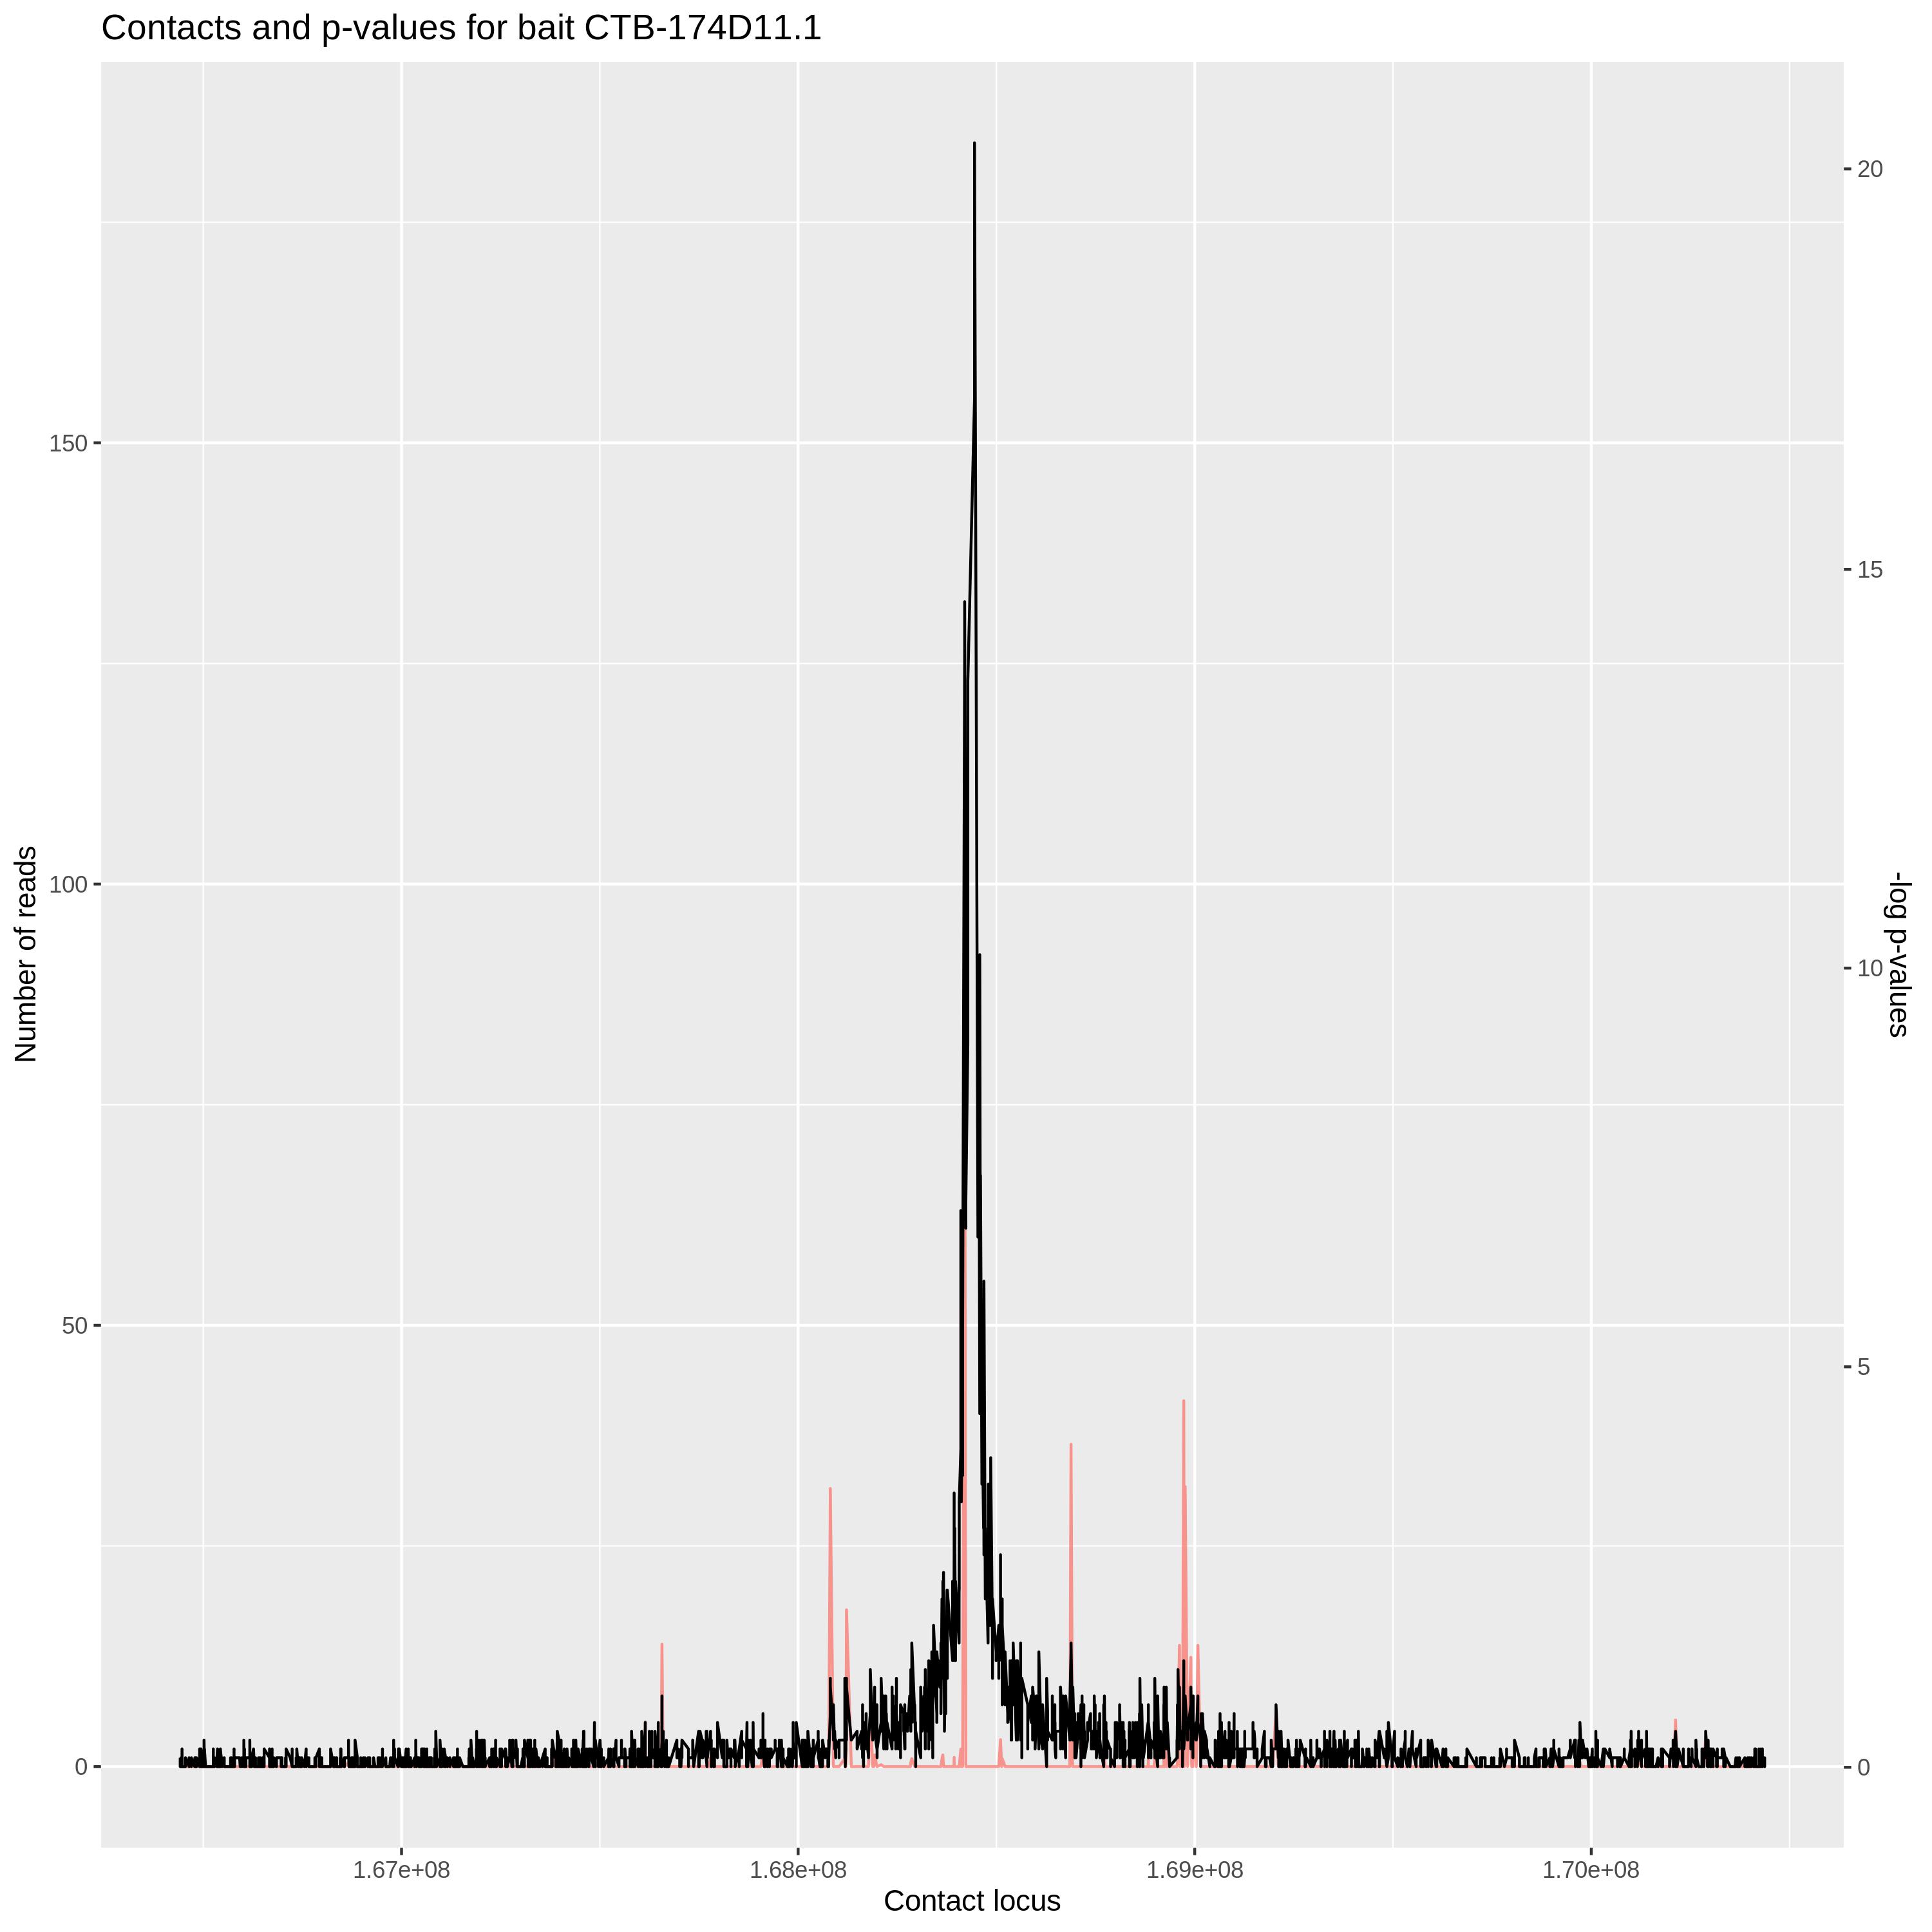 Contacts and p-values for bait CTB-174D11.1
Number of reads
150
100
50
0
20
15
10
5
0
-log p-values
1.67e+08
1.68e+08
1.69e+08
1.70e+08
Contact locus